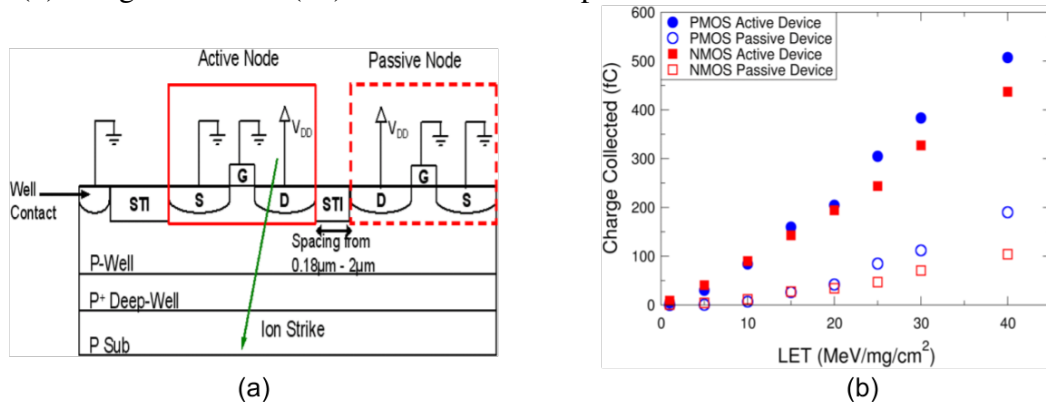 Active Node
Passive Node
V_DD
V_DD
G
G
Well
Contact
STI
S
D
STI
D
S
Spacing from
0.18μm - 2μm
P-Well
P⁺ Deep-Well
Ion Strike
P Sub
(a)
PMOS Active Device
PMOS Passive Device
NMOS Active Device
NMOS Passive Device
Charge Collected (fC)
600
500
400
300
200
100
0
0
10
20
30
40
LET (MeV/mg/cm²)
(b)